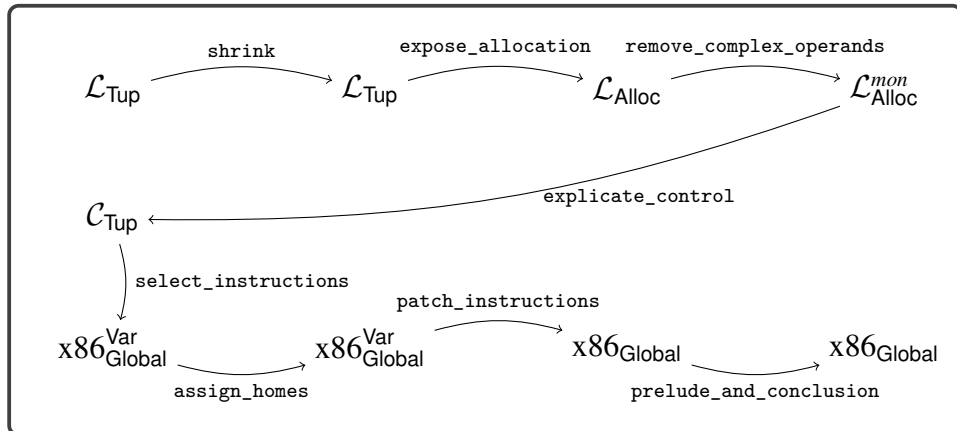 shrink expose_allocation remove_complex_operands
ℒ_Tup ℒ_Tup ℒ_Alloc ℒ^mon_Alloc
explicate_control
𝒞_Tup
select_instructions
patch_instructions
x86^Var_Global x86^Var_Global x86_Global x86_Global
assign_homes prelude_and_conclusion